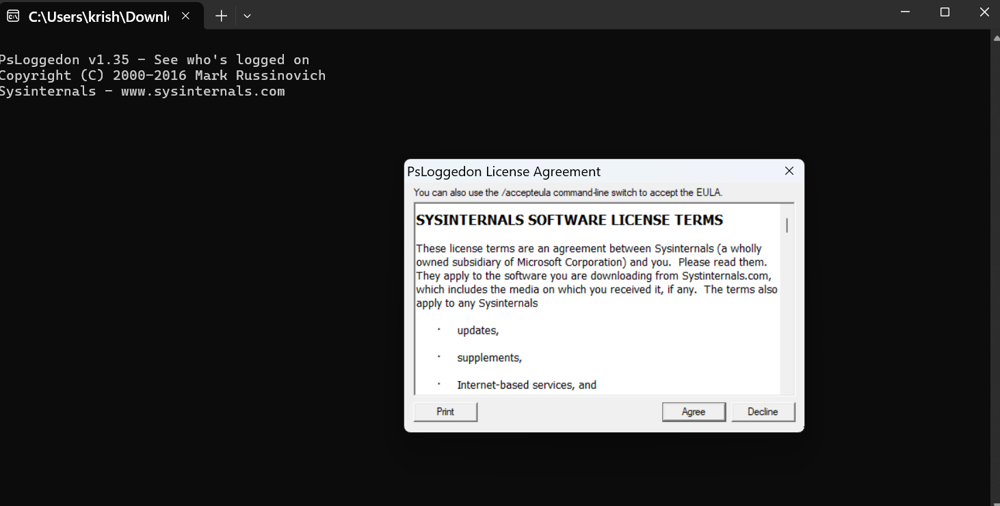 C:\Users\krish\Downl
PsLoggedon v1.35 - See who's logged on
Copyright (C) 2000-2016 Mark Russinovich
Sysinternals - www.sysinternals.com
PsLoggedon License Agreement
You can also use the /accepteula command-line switch to accept the EULA.
SYSINTERNALS SOFTWARE LICENSE TERMS
These license terms are an agreement between Sysinternals (a wholly
owned subsidiary of Microsoft Corporation) and you.  Please read them.
They apply to the software you are downloading from Systinternals.com,
which includes the media on which you received it, if any.  The terms also
apply to any Sysinternals
· updates,
· supplements,
· Internet-based services, and
Print Agree Decline